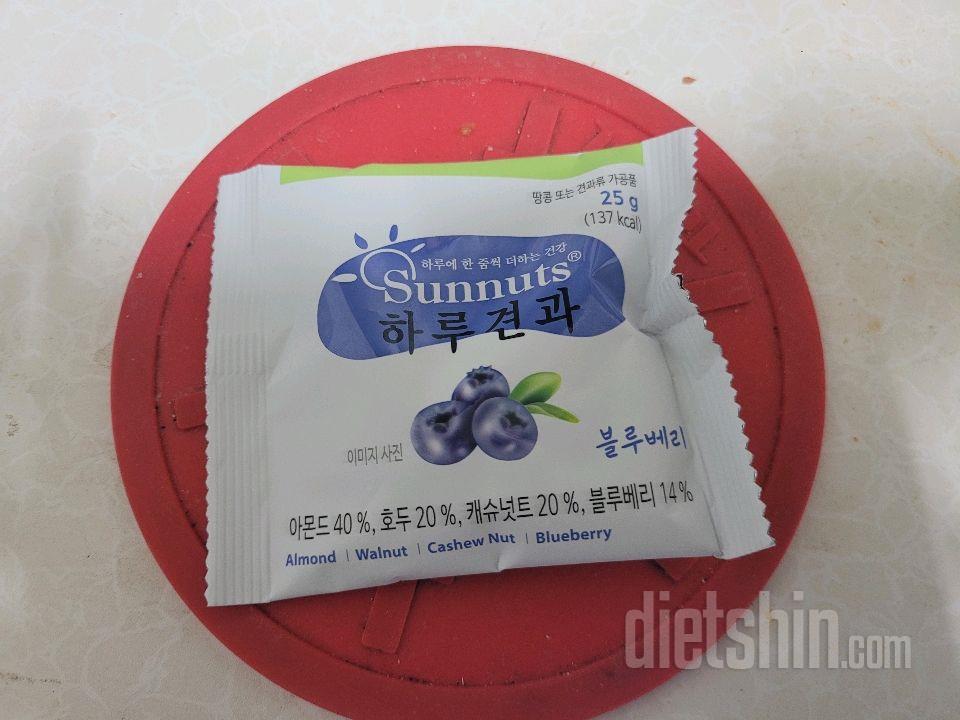 땅콩 또는 견과류 가공품
25 g
(137 kcal)
하루에 한 줌씩 더하는 건강
Sunnuts®
하루견과
이미지 사진
블루베리
아몬드 40 %, 호두 20 %, 캐슈넛트 20 %, 블루베리 14 %
Almond | Walnut | Cashew Nut | Blueberry
dietshin.com